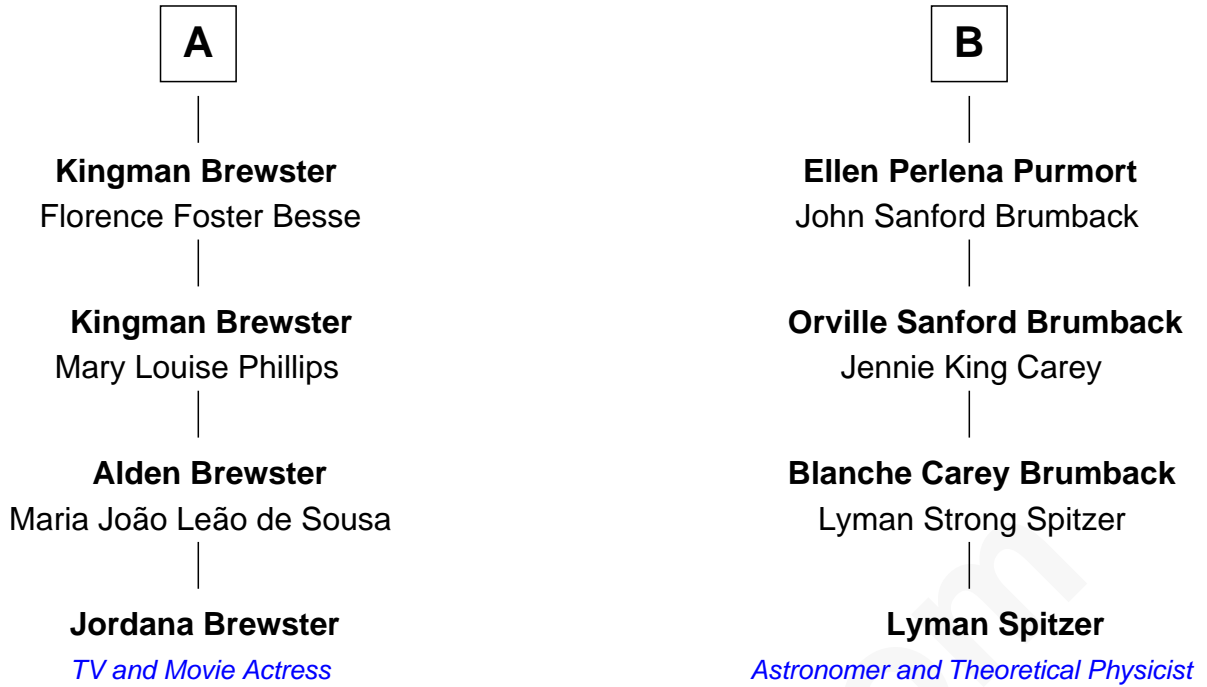 A
Kingman Brewster
Florence Foster Besse
Kingman Brewster
Mary Louise Phillips
Alden Brewster
Maria João Leão de Sousa
Jordana Brewster
TV and Movie Actress
B
Ellen Perlena Purmort
John Sanford Brumback
Orville Sanford Brumback
Jennie King Carey
Blanche Carey Brumback
Lyman Strong Spitzer
Lyman Spitzer
Astronomer and Theoretical Physicist